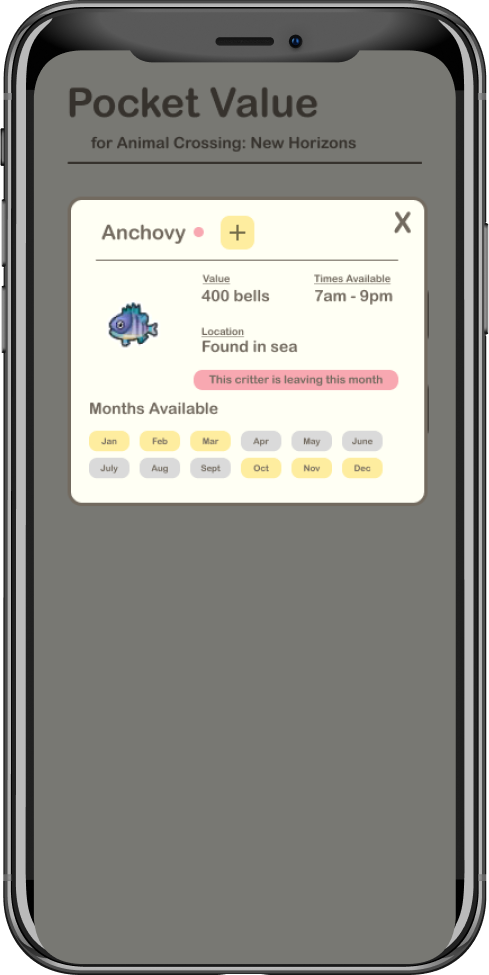 Pocket Value
for Animal Crossing: New Horizons
Anchovy + X
Value Times Available
400 bells 7am - 9pm
Location
Found in sea
This critter is leaving this month
Months Available
Jan Feb Mar Apr May June
July Aug Sept Oct Nov Dec